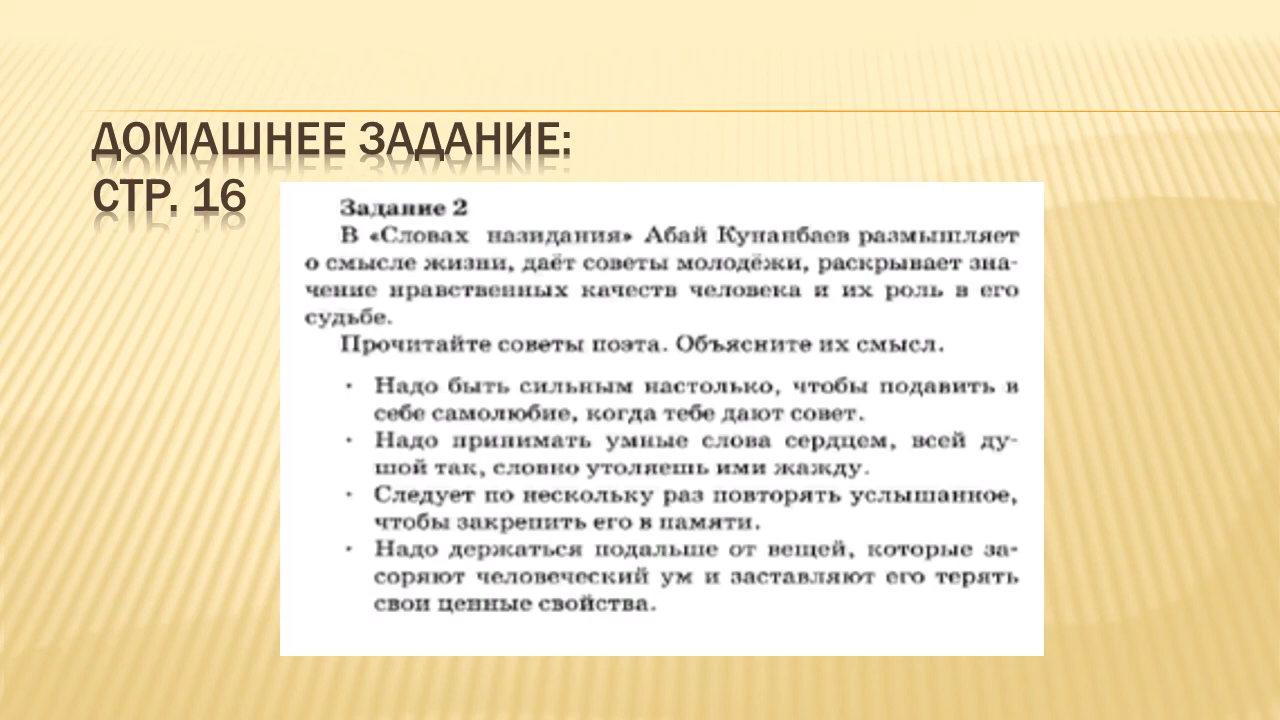 ДОМАШНЕЕ ЗАДАНИЕ:
СТР. 16
Задание 2
В «Словах назидания» Абай Кунанбаев размышляет
о смысле жизни, даёт советы молодёжи, раскрывает зна-
чение нравственных качеств человека и их роль в его
судьбе.
Прочитайте советы поэта. Объясните их смысл.
· Надо быть сильным настолько, чтобы подавить в
себе самолюбие, когда тебе дают совет.
· Надо принимать умные слова сердцем, всей ду-
шой так, словно утоляешь ими жажду.
· Следует по нескольку раз повторять услышанное,
чтобы закрепить его в памяти.
· Надо держаться подальше от вещей, которые за-
соряют человеческий ум и заставляют его терять
свои ценные свойства.